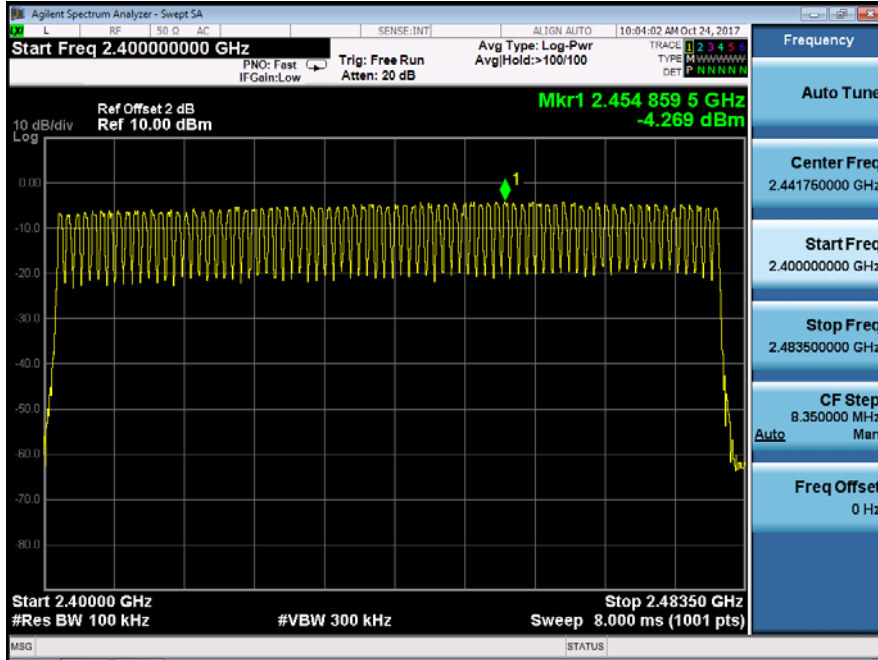 Agilent Spectrum Analyzer - Swept SA
LXI L RF 50 Ω AC SENSE:INT ALIGN AUTO 10:04:02 AM Oct 24, 2017
Start Freq 2.400000000 GHz
PNO: Fast
IFGain:Low
Trig: Free Run
Atten: 20 dB
Avg Type: Log-Pwr
Avg|Hold:>100/100
TRACE 1 2 3 4 5 6
TYPE M WWWWW
DET P N N N N N
Ref Offset 2 dB
10 dB/div Ref 10.00 dBm
Log
Mkr1 2.454 859 5 GHz
-4.269 dBm
1
0.00
-10.0
-20.0
-30.0
-40.0
-50.0
-60.0
-70.0
-80.0
Start 2.40000 GHz Stop 2.48350 GHz
#Res BW 100 kHz #VBW 300 kHz Sweep 8.000 ms (1001 pts)
MSG STATUS
Frequency
Auto Tune
Center Freq
2.441750000 GHz
Start Freq
2.400000000 GHz
Stop Freq
2.483500000 GHz
CF Step
8.350000 MHz
Auto Man
Freq Offset
0 Hz